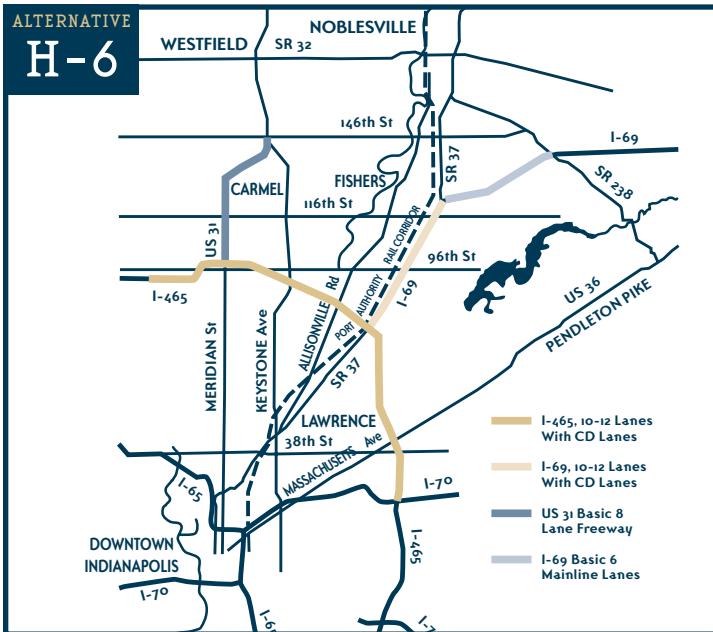 ALTERNATIVE
H-6
NOBLESVILLE
WESTFIELD
SR 32
146th St
I-69
SR 37
FISHERS
CARMEL
SR 238
116th St
US 31
PORT AUTHORITY RAIL CORRIDOR
96th St
I-69
I-465
US 36
PENDLETON PIKE
ALLISONVILLE Rd
MERIDIAN St
KEYSTONE Ave
SR 37
LAWRENCE
38th St
MASSACHUSETTS Ave
I-65
I-70
I-465
DOWNTOWN
INDIANAPOLIS
I-70
I-465, 10-12 Lanes
With CD Lanes
I-69, 10-12 Lanes
With CD Lanes
US 31 Basic 8
Lane Freeway
I-69 Basic 6
Mainline Lanes